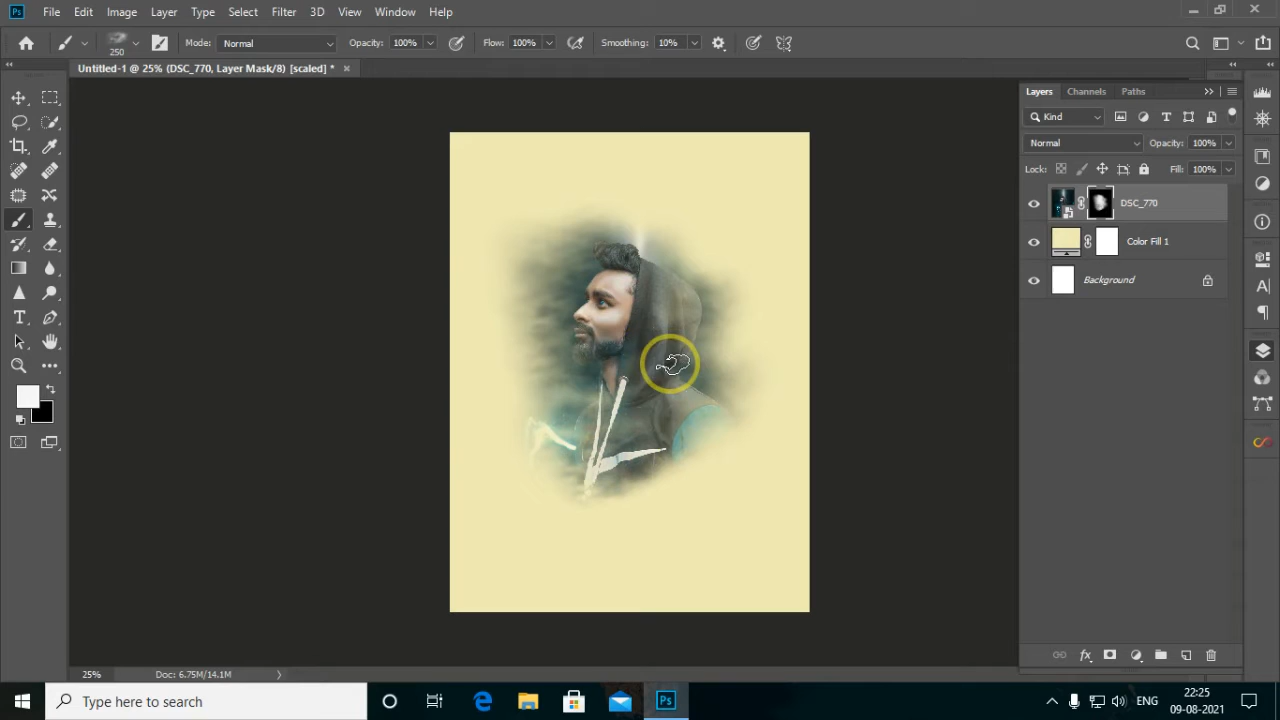 Ps File Edit Image Layer Type Select Filter 3D View Window Help
250 Mode: Normal Opacity: 100% Flow: 100% Smoothing: 10%
Untitled-1 @ 25% (DSC_770, Layer Mask/8) [scaled] * ×
Layers Channels Paths
Kind
Normal Opacity: 100%
Lock: Fill: 100%
DSC_770
Color Fill 1
Background
25% Doc: 6.75M/14.1M
Type here to search
Ps
ENG
22:25
09-08-2021